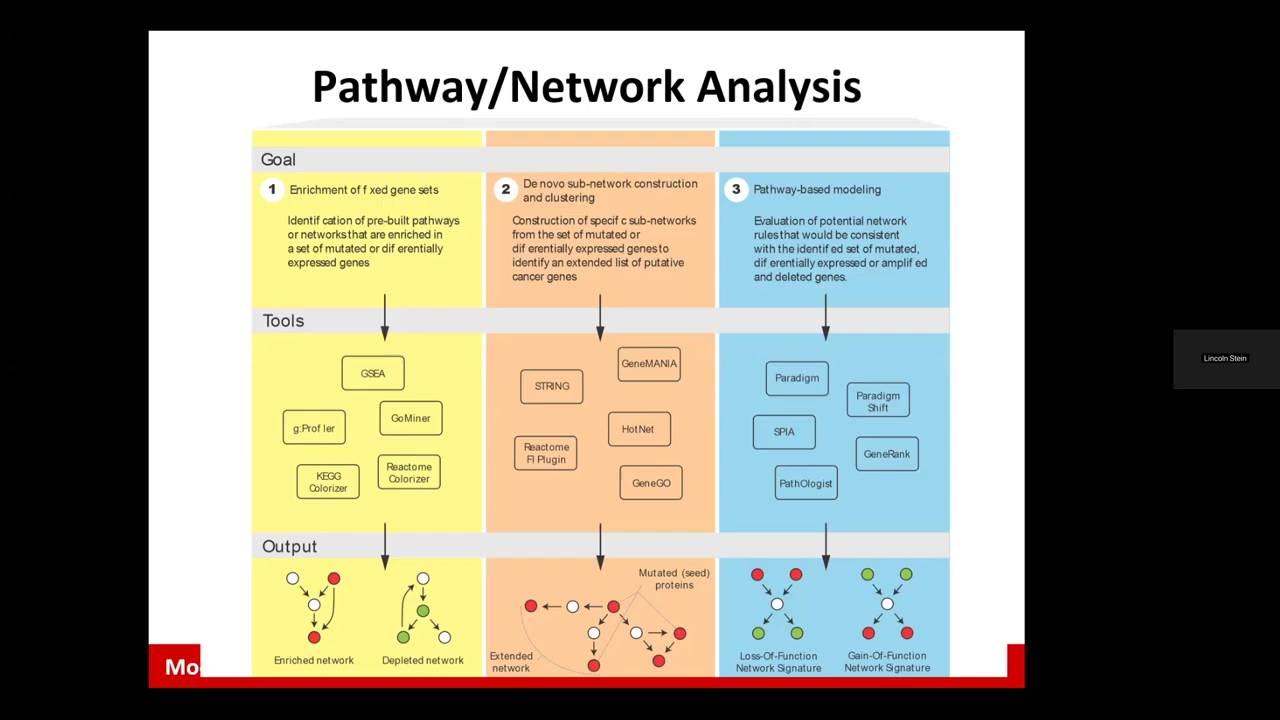 Pathway/Network Analysis
Goal
1 Enrichment of f xed gene sets
Identif cation of pre-built pathways
or networks that are enriched in
a set of mutated or dif erentially
expressed genes
2 De novo sub-network construction
and clustering
Construction of specif c sub-networks
from the set of mutated or
dif erentially expressed genes to
identify an extended list of putative
cancer genes
3 Pathway-based modeling
Evaluation of potential network
rules that would be consistent
with the identif ed set of mutated,
dif erentially expressed or amplif ed
and deleted genes.
Tools
GSEA
g:Prof ler
GoMiner
KEGG
Colorizer
Reactome
Colorizer
GeneMANIA
STRING
HotNet
Reactome
FI Plugin
GeneGO
Paradigm
Paradigm
Shift
SPIA
GeneRank
PathOlogist
Output
Enriched network
Depleted network
Mutated (seed)
proteins
Extended
network
Loss-Of-Function
Network Signature
Gain-Of-Function
Network Signature
Lincoln Stein